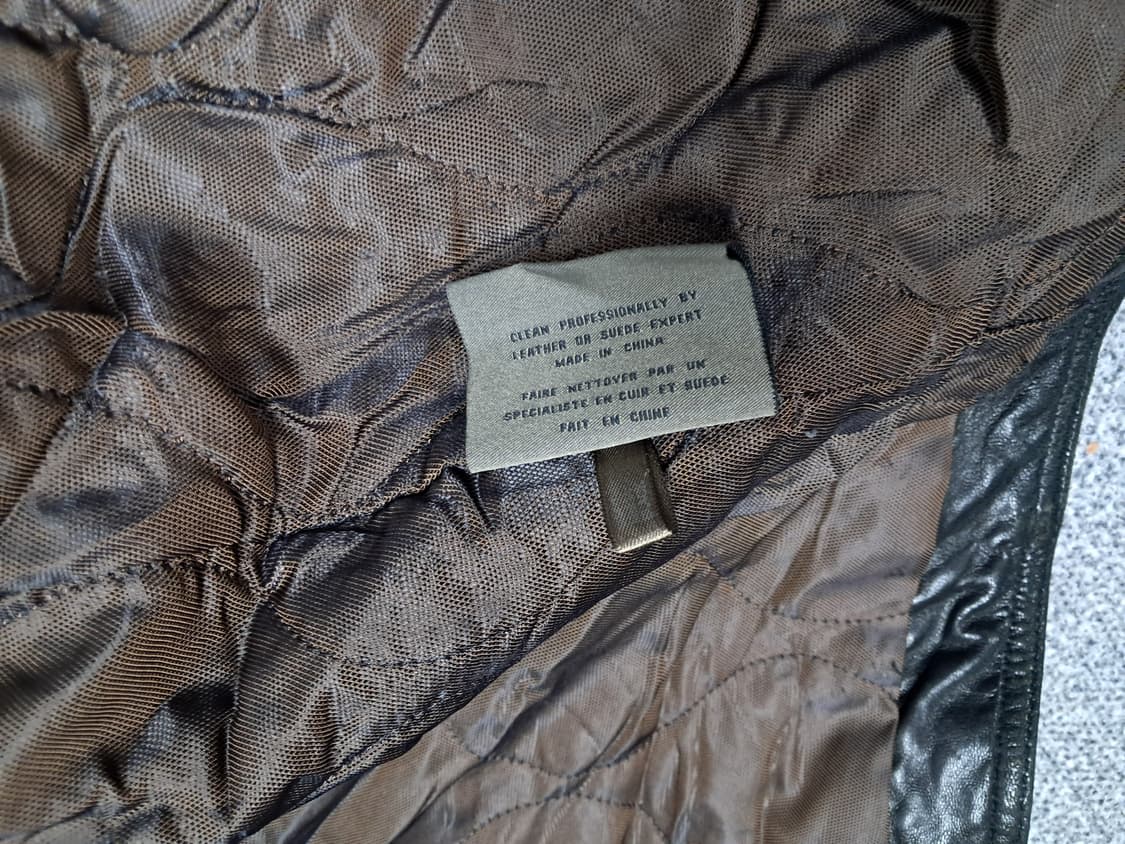 CLEAN PROFESSIONALLY BY
LEATHER OR SUEDE EXPERT
MADE IN CHINA
FAIRE NETTOYER PAR UN
SPECIALISTE EN CUIR ET SUEDE
FAIT EN CHINE